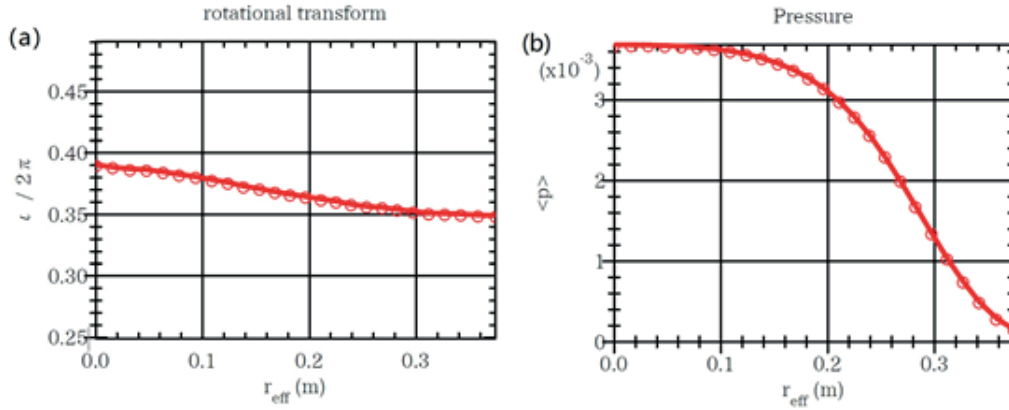 (a)
rotational transform
0.45
0.40
0.35
0.30
0.25
ι / 2π
0.0
0.1
0.2
0.3
r_eff (m)
(b)
Pressure
(x10⁻³)
3
2
1
0
<p>
0.0
0.1
0.2
0.3
r_eff (m)